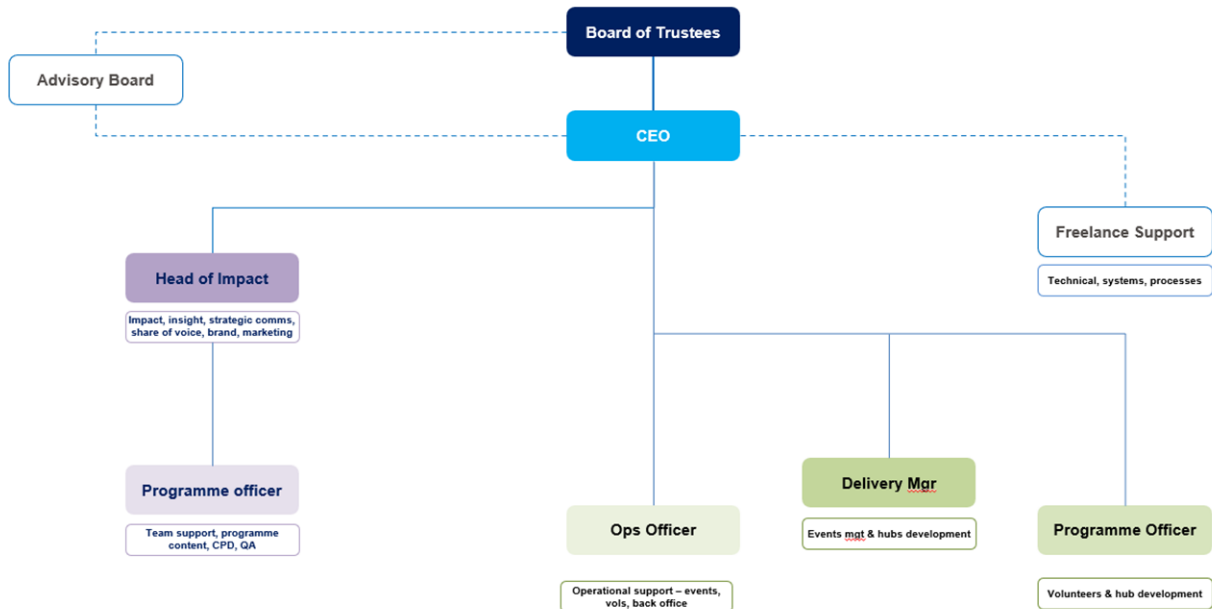 Board of Trustees
Advisory Board
CEO
Freelance Support
Technical, systems, processes
Head of Impact
Impact, insight, strategic comms,
share of voice, brand, marketing
Programme officer
Team support, programme
content, CPD, QA
Delivery Mgr
Events mgt & hubs development
Ops Officer
Operational support – events,
vols, back office
Programme Officer
Volunteers & hub development